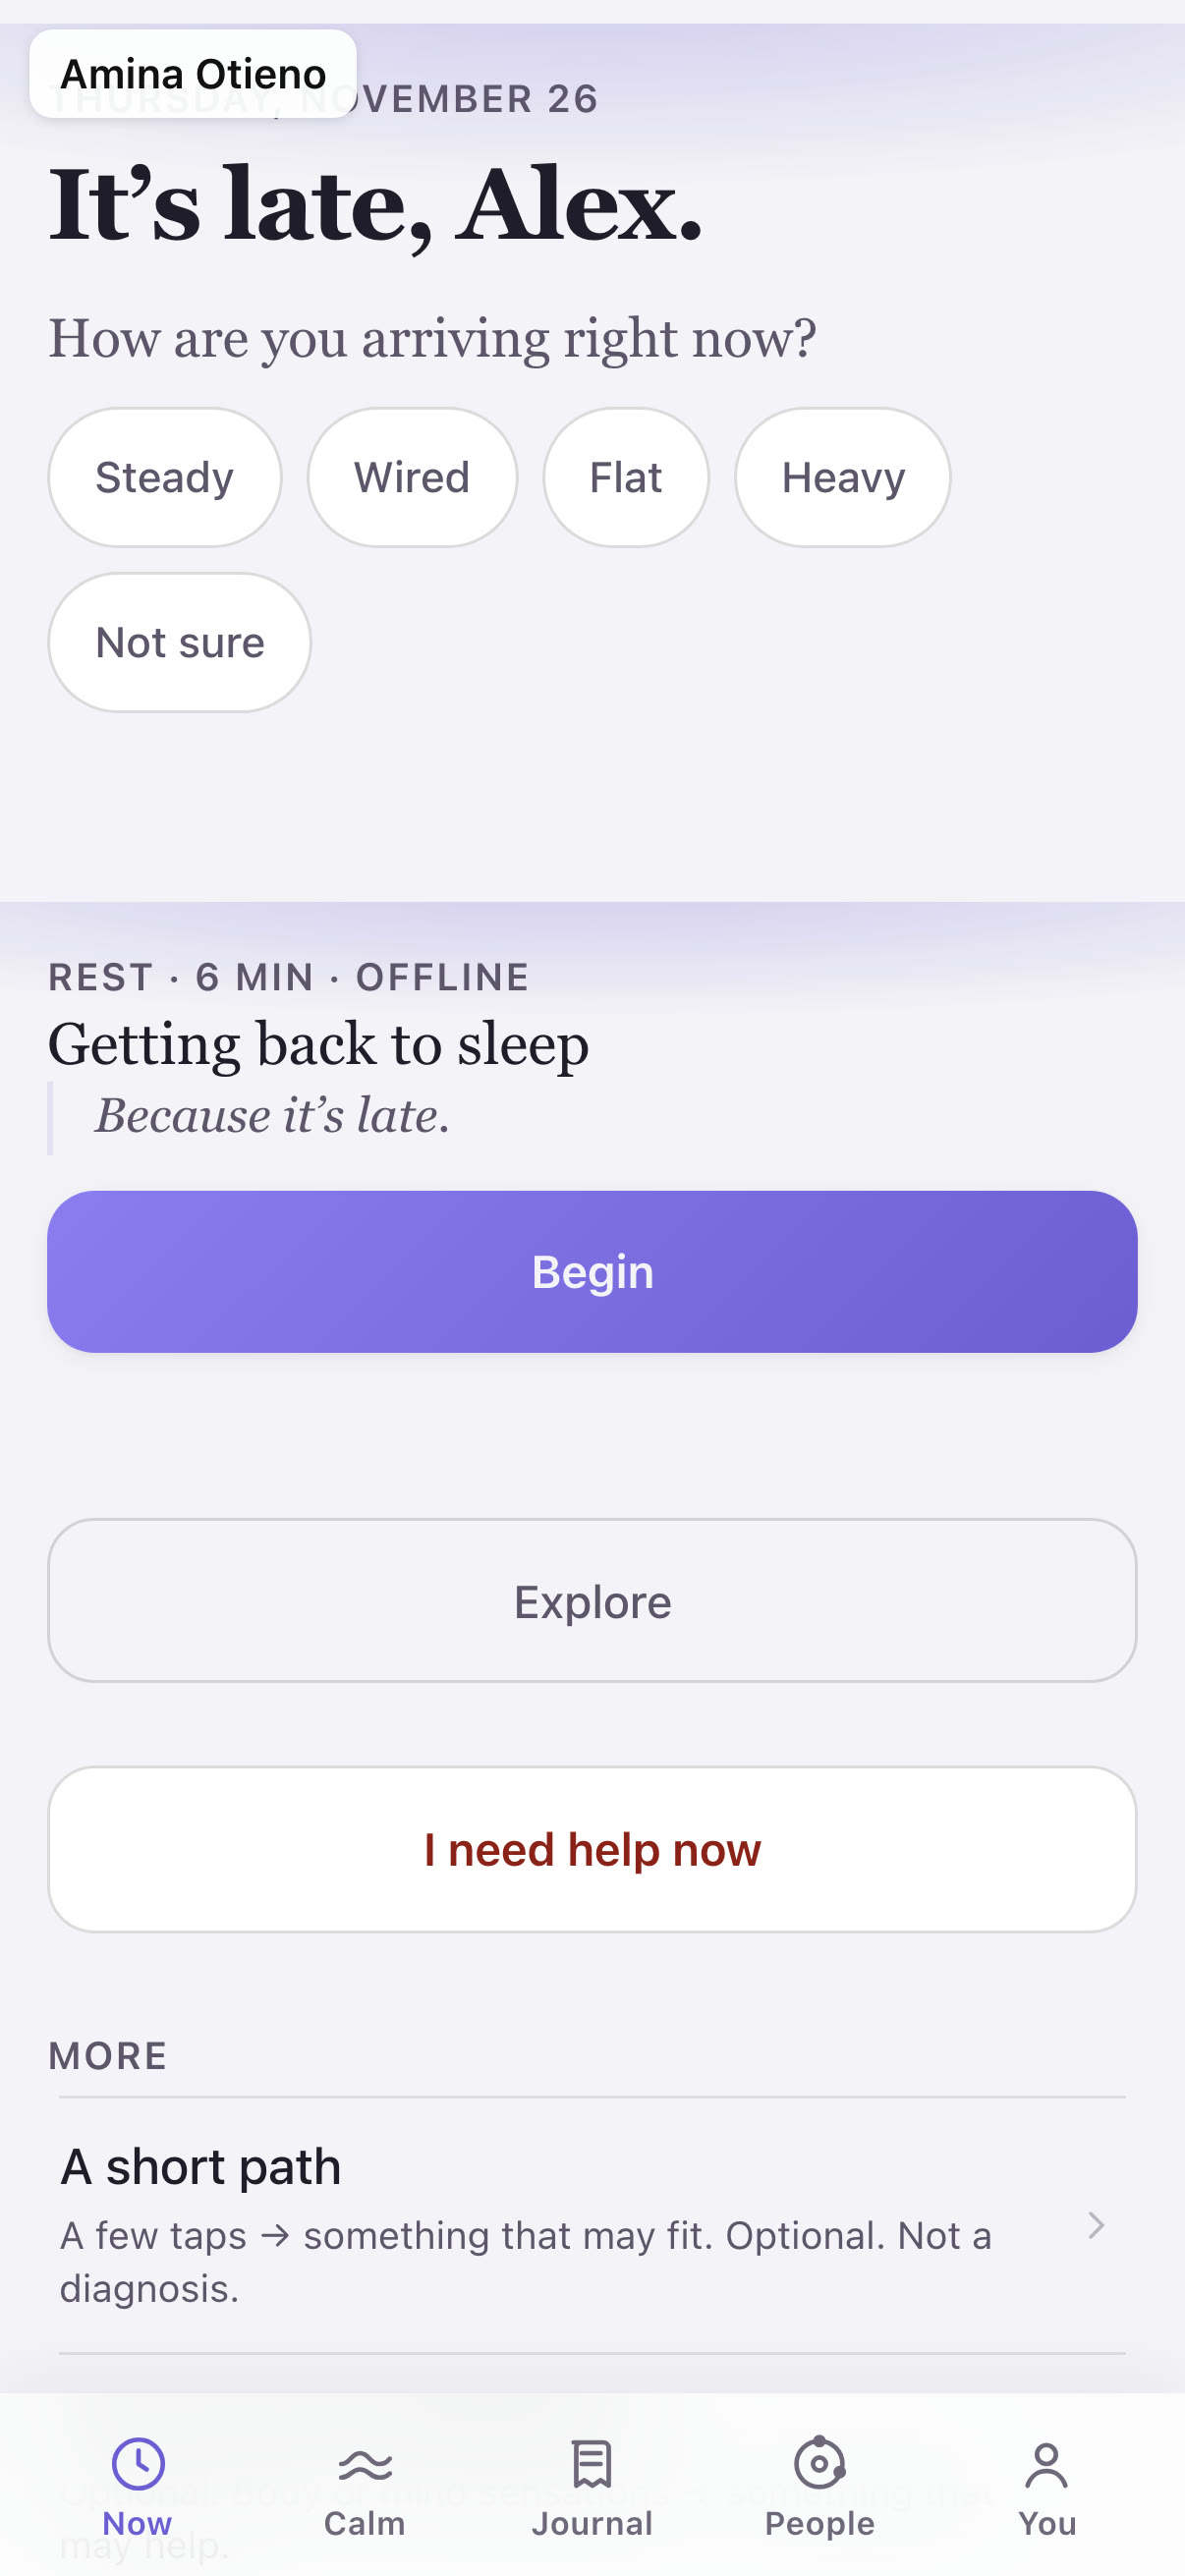 Amina Otieno
THURSDAY, NOVEMBER 26
It’s late, Alex.
How are you arriving right now?
Steady
Wired
Flat
Heavy
Not sure
REST · 6 MIN · OFFLINE
Getting back to sleep
Because it’s late.
Begin
Explore
I need help now
MORE
A short path
A few taps → something that may fit. Optional. Not a
diagnosis.
may help.
Now
Calm
Journal
People
You